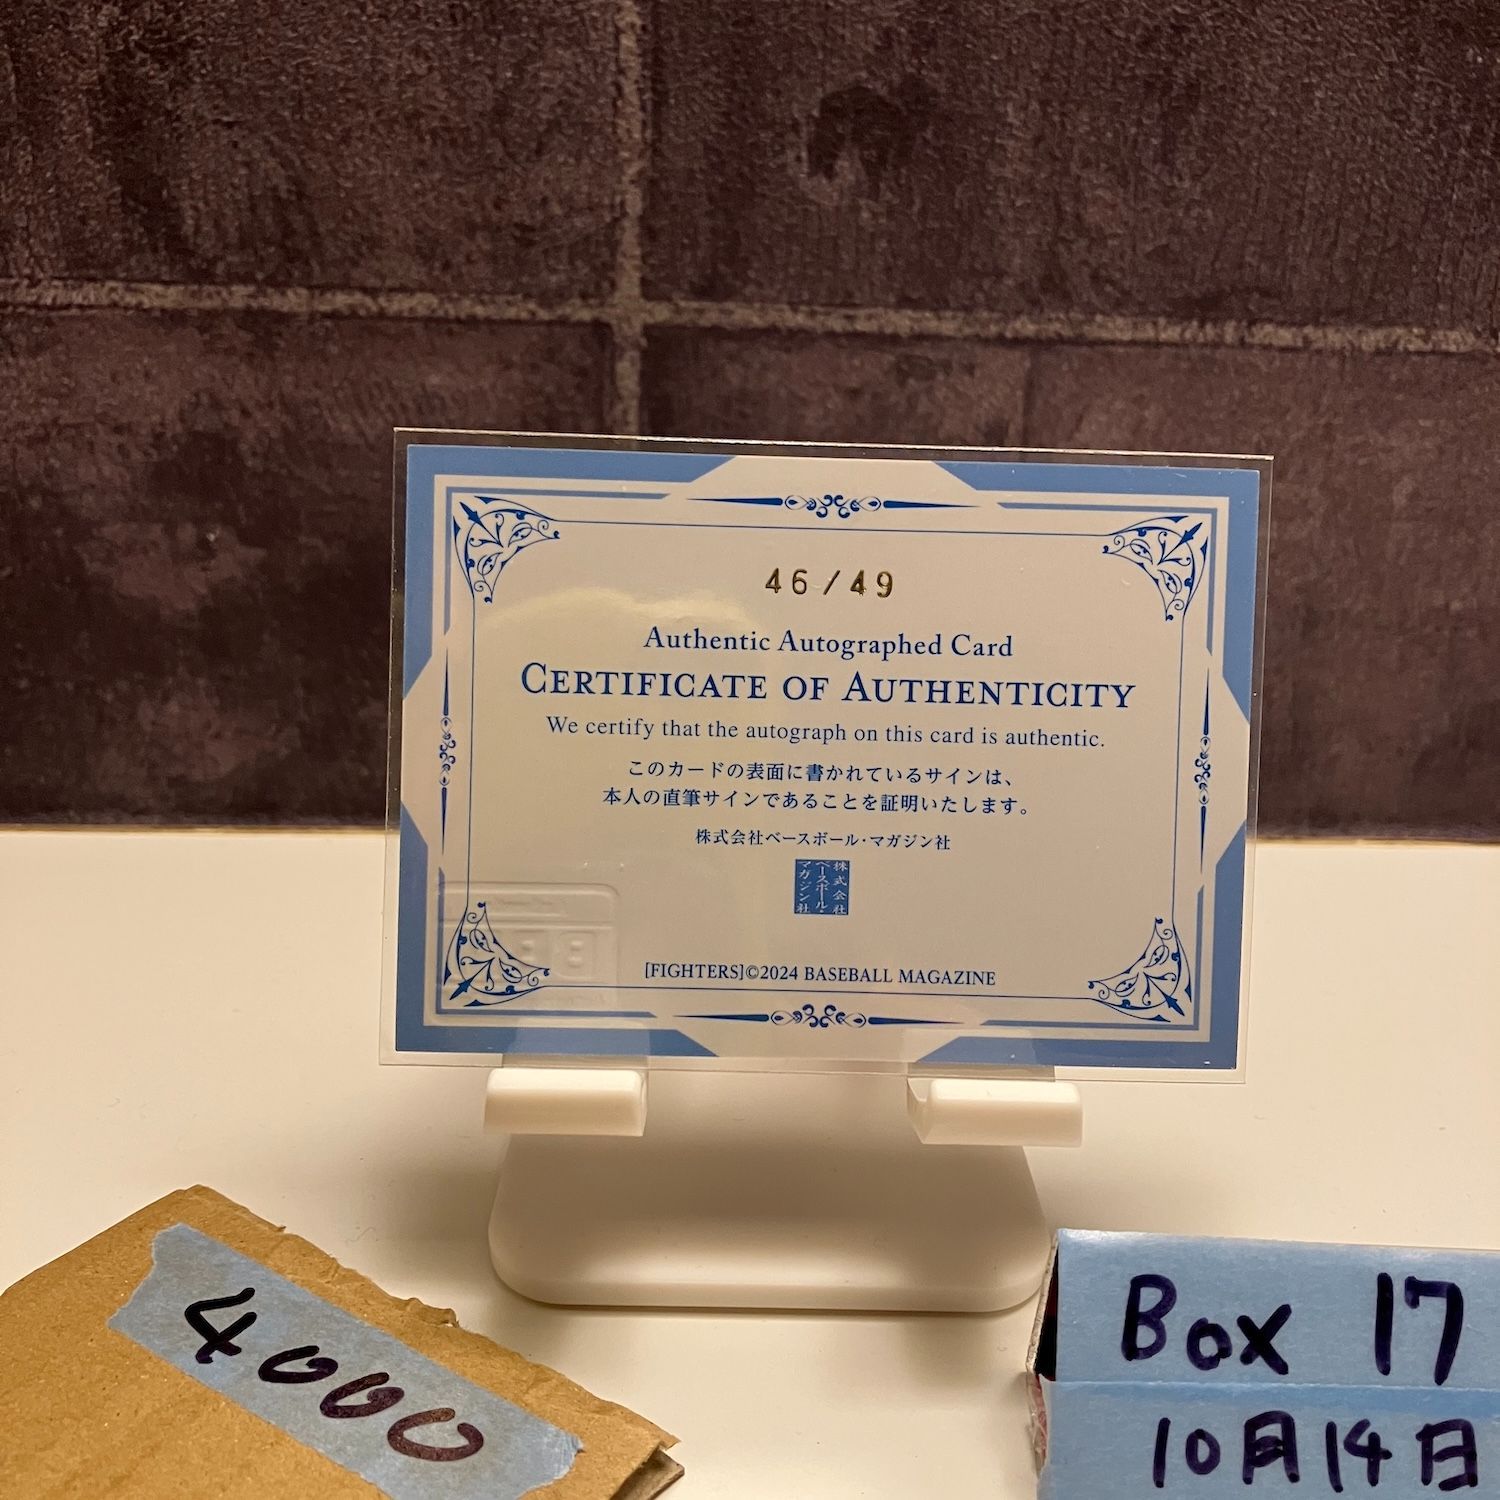 46/49
Authentic Autographed Card
CERTIFICATE OF AUTHENTICITY
We certify that the autograph on this card is authentic.
このカードの表面に書かれているサインは、
本人の直筆サインであることを証明いたします。
株式会社ベースボール・マガジン社
株式会社
ベースボール・
マガジン社
[FIGHTERS]©2024 BASEBALL MAGAZINE
4000
Box 17
10月14日